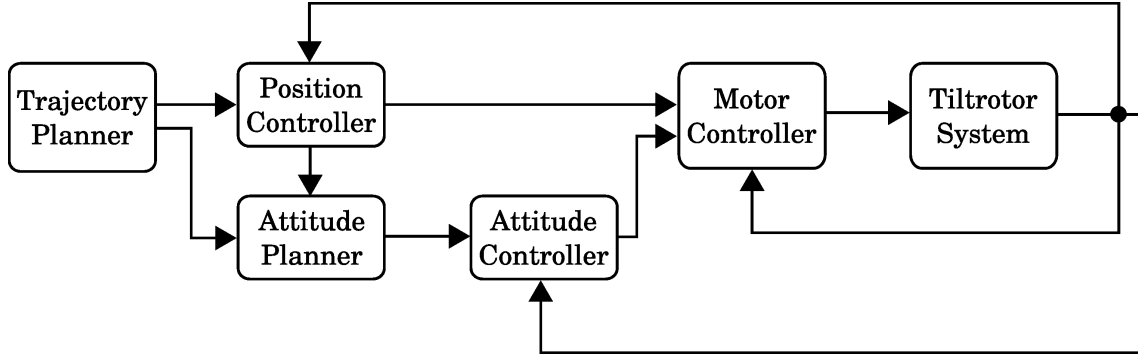 Trajectory
Planner
Position
Controller
Motor
Controller
Tiltrotor
System
Attitude
Planner
Attitude
Controller